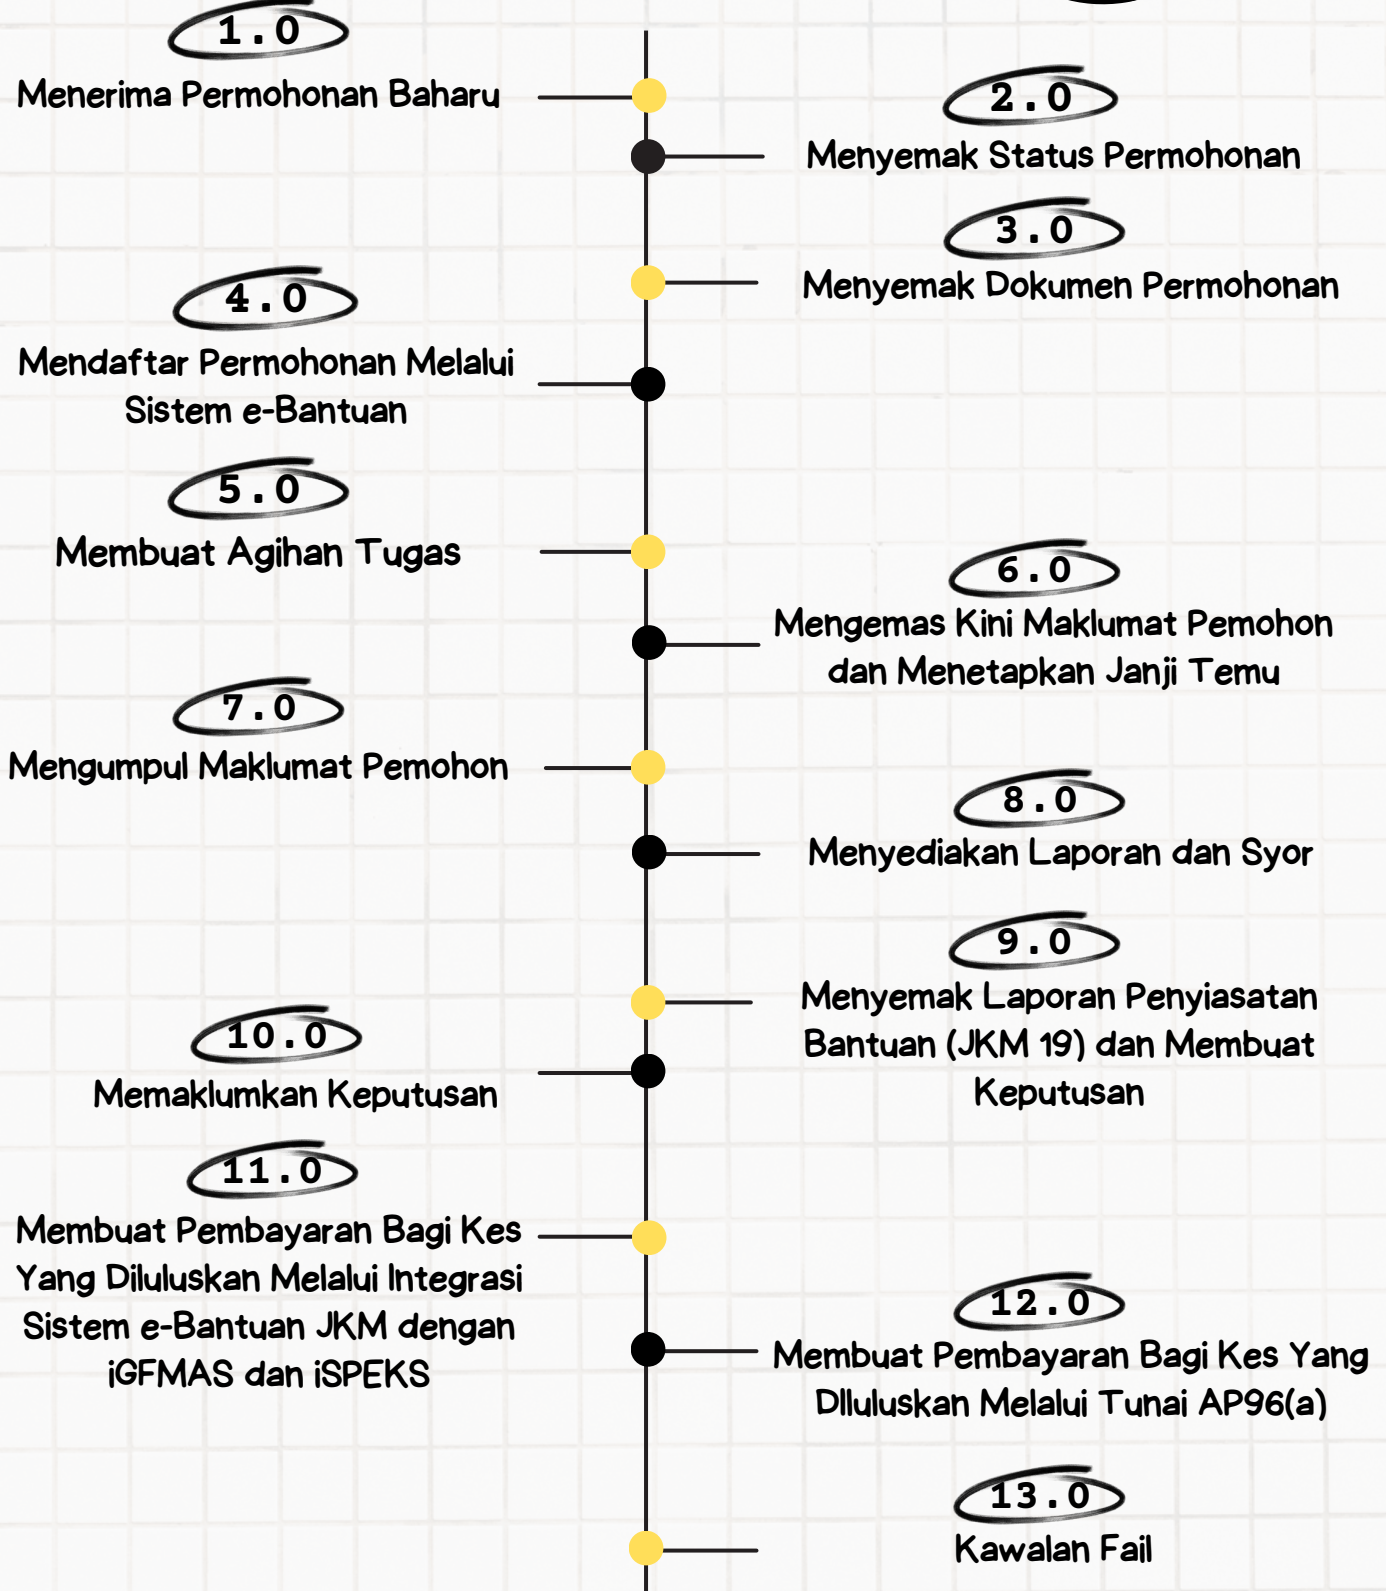 1.0
Menerima Permohonan Baharu
2.0
Menyemak Status Permohonan
3.0
Menyemak Dokumen Permohonan
4.0
Mendaftar Permohonan Melalui
Sistem e-Bantuan
5.0
Membuat Agihan Tugas
6.0
Mengemas Kini Maklumat Pemohon
dan Menetapkan Janji Temu
7.0
Mengumpul Maklumat Pemohon
8.0
Menyediakan Laporan dan Syor
9.0
Menyemak Laporan Penyiasatan
Bantuan (JKM 19) dan Membuat
Keputusan
10.0
Memaklumkan Keputusan
11.0
Membuat Pembayaran Bagi Kes
Yang Diluluskan Melalui Integrasi
Sistem e-Bantuan JKM dengan
iGFMAS dan iSPEKS
12.0
Membuat Pembayaran Bagi Kes Yang
DIluluskan Melalui Tunai AP96(a)
13.0
Kawalan Fail